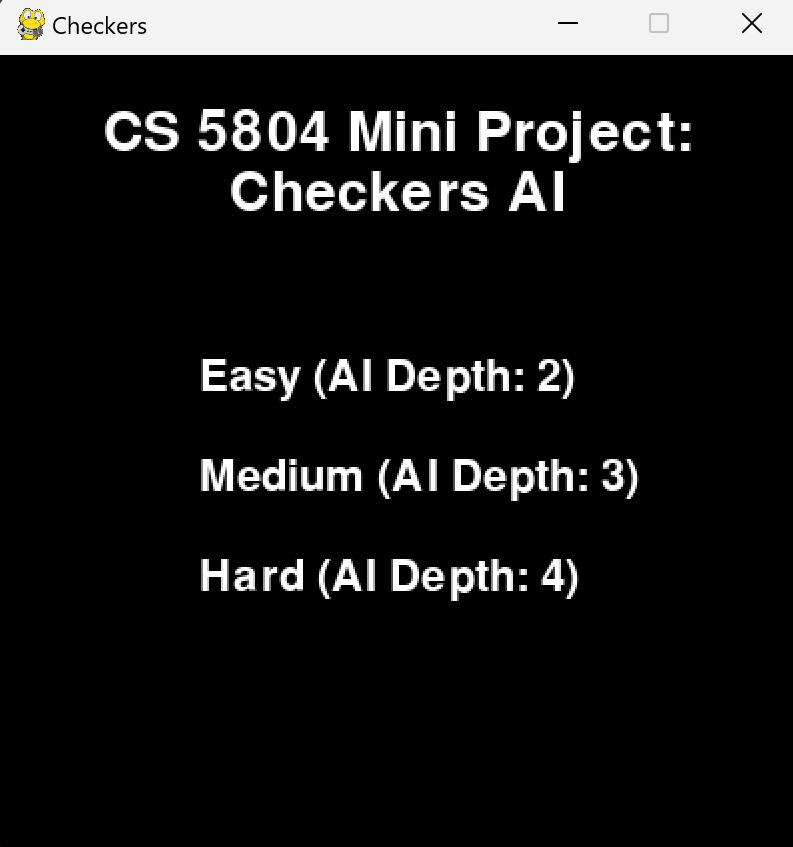 Checkers
CS 5804 Mini Project:
Checkers AI
Easy (AI Depth: 2)
Medium (AI Depth: 3)
Hard (AI Depth: 4)